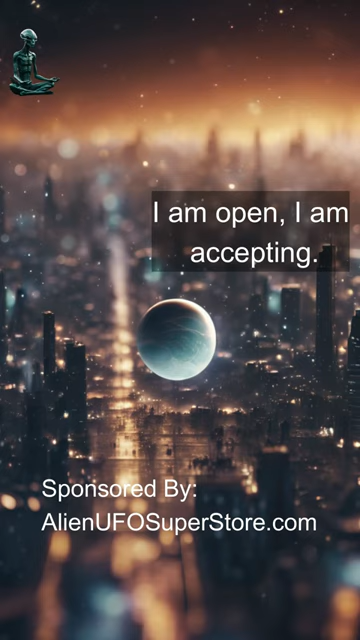 I am open, I am
accepting.
Sponsored By:
AlienUFOSuperStore.com